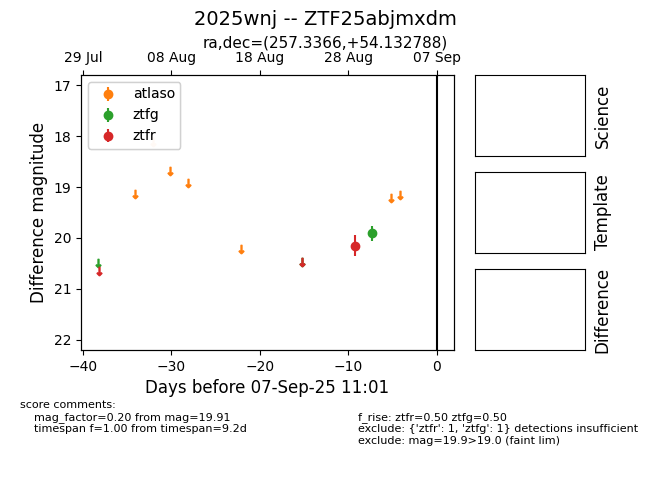 2025wnj -- ZTF25abjmxdm
ra,dec=(257.3366,+54.132788)
29 Jul 08 Aug 18 Aug 28 Aug 07 Sep
atlaso
ztfg
ztfr
17
18
19
20
21
22
Difference magnitude
−40 −30 −20 −10 0
Days before 07-Sep-25 11:01
Science
Template
Difference
score comments:
mag_factor=0.20 from mag=19.91
timespan f=1.00 from timespan=9.2d
f_rise: ztfr=0.50 ztfg=0.50
exclude: {'ztfr': 1, 'ztfg': 1} detections insufficient
exclude: mag=19.9>19.0 (faint lim)